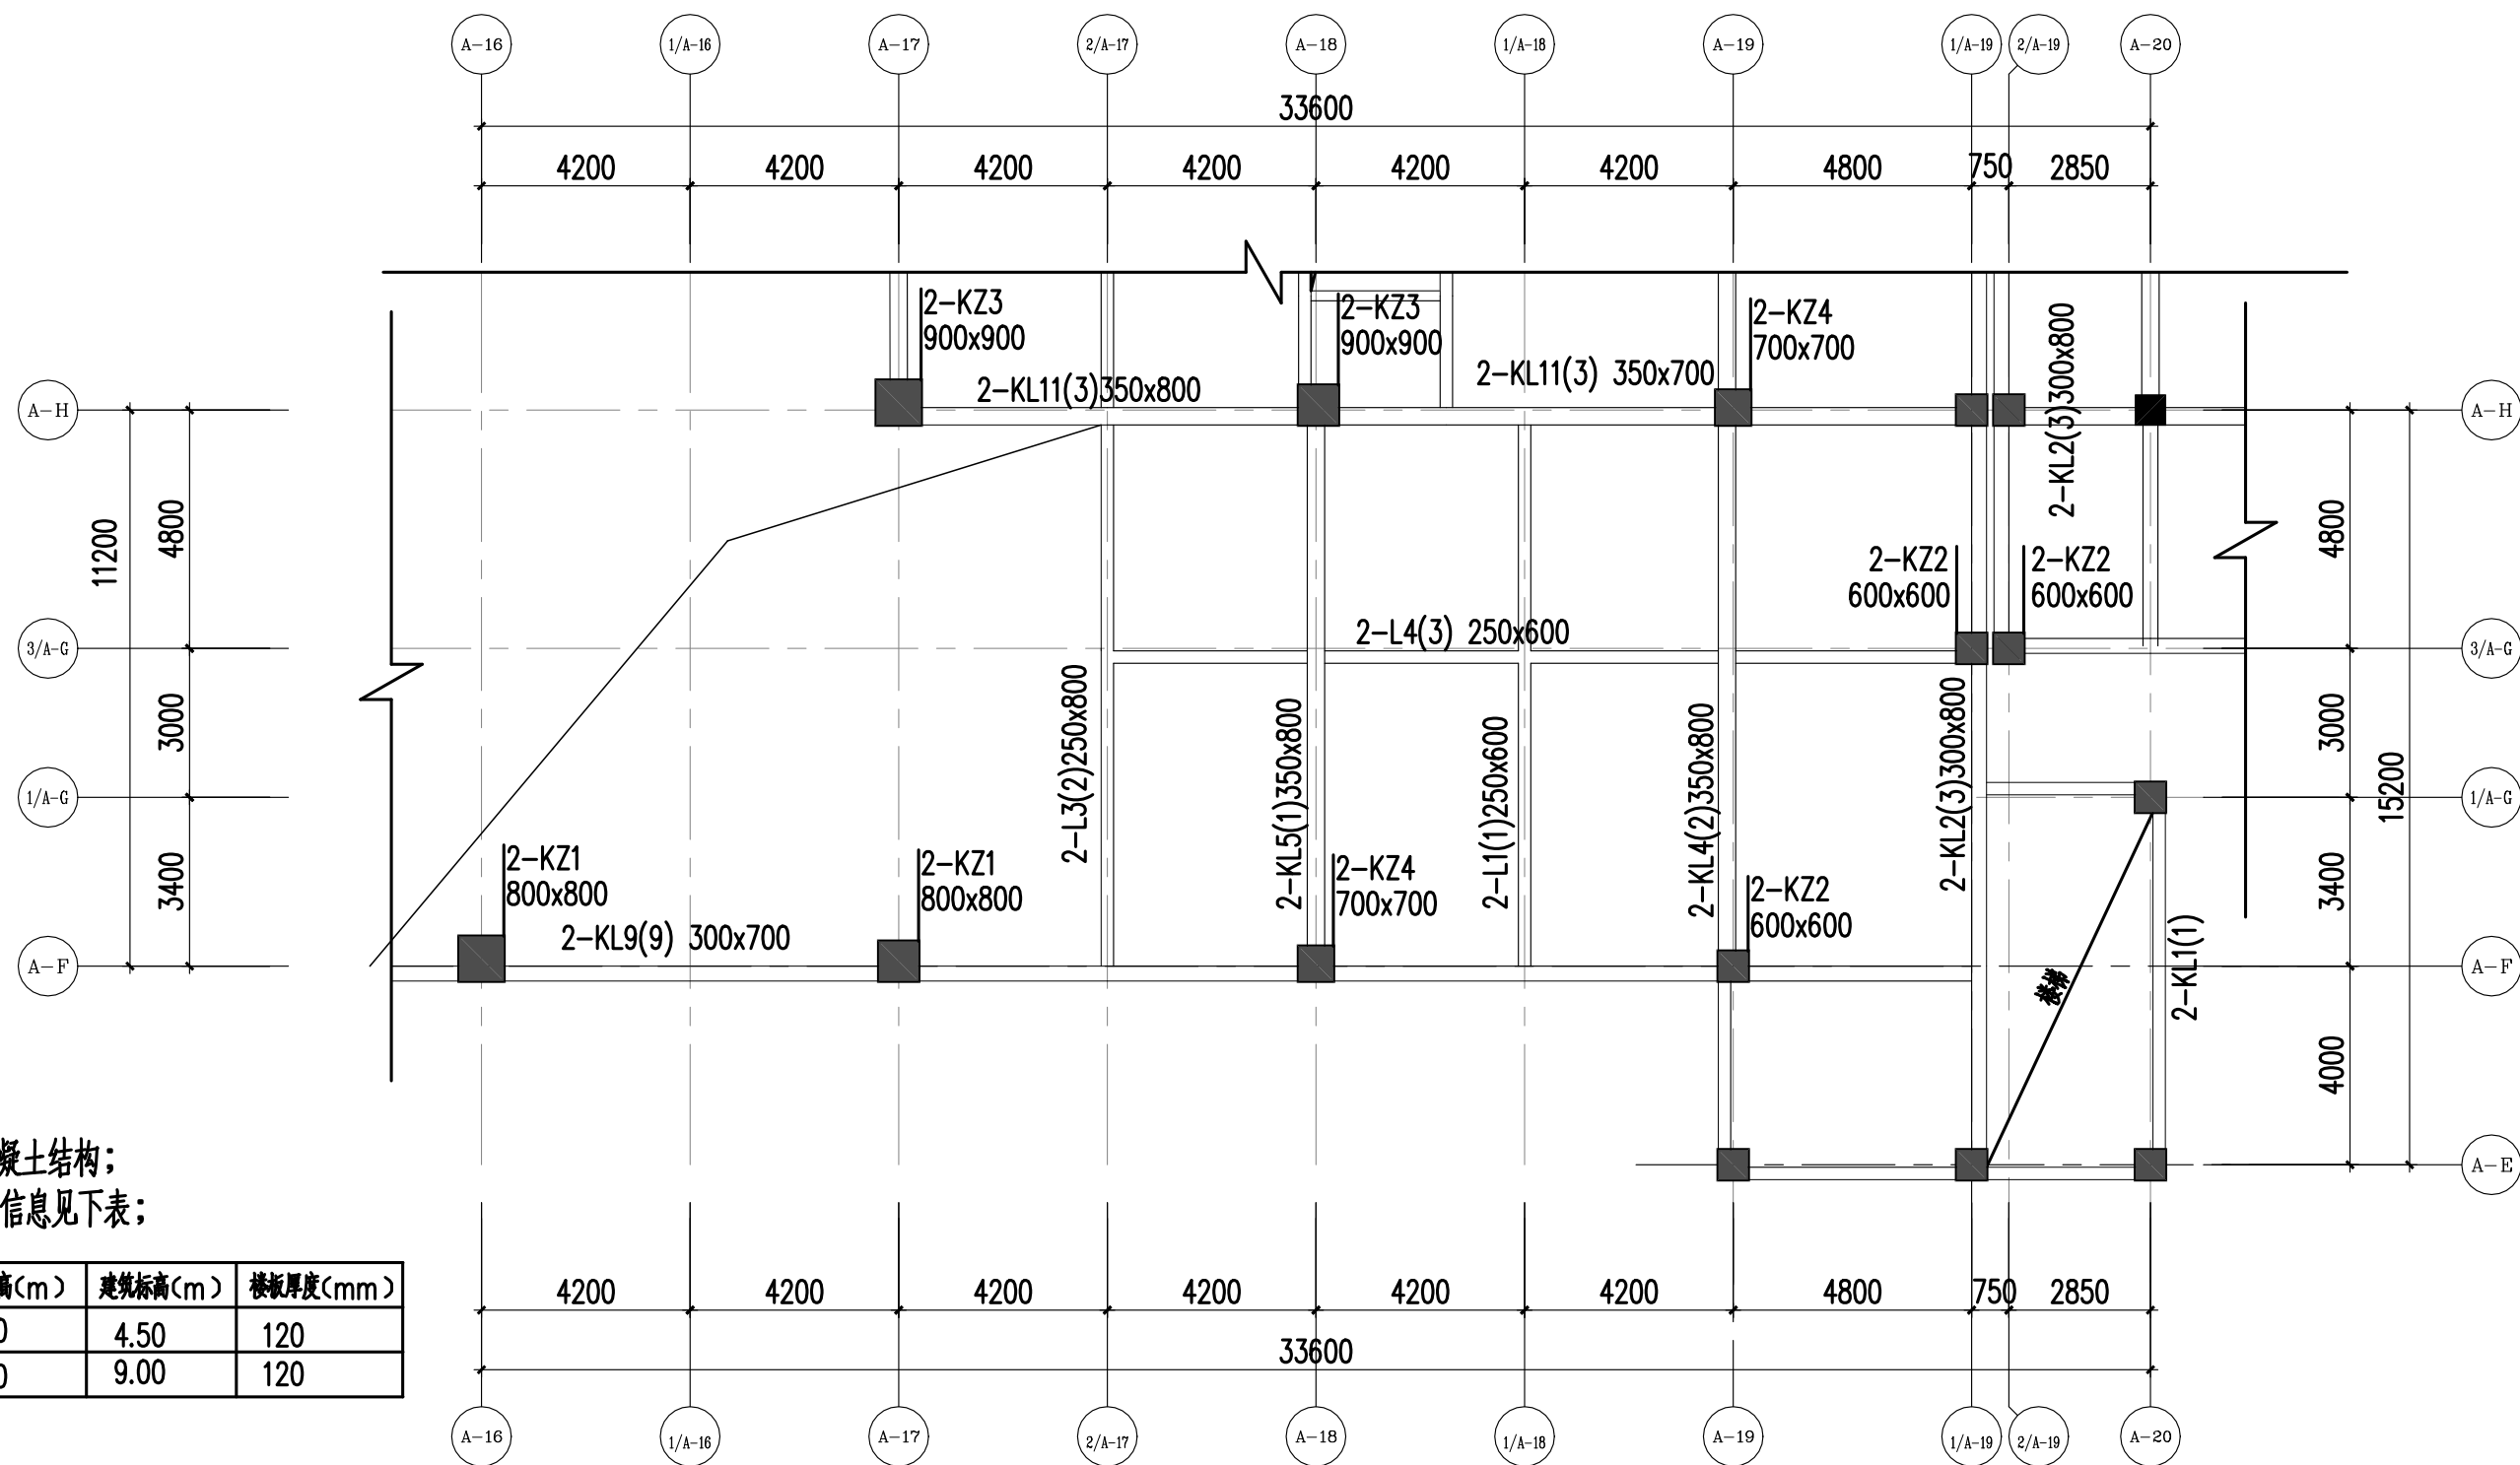 A-16 1/A-16 A-17 2/A-17 A-18 1/A-18 A-19 1/A-19 2/A-19 A-20
33600
4200 4200 4200 4200 4200 4200 4800 750 2850
2-KZ3
900x900
2-KZ3
900x900
2-KZ4
700x700
2-KL2(3)300x800
2-KL11(3)350x800
2-KL11(3) 350x700
A-H
A-H
11200
4800
4800
2-KZ2
600x600
2-KZ2
600x600
2-L4(3) 250x600
3/A-G
3/A-G
3000
3000
15200
2-L3(2)250x800
2-KL5(1)350x800
2-L1(1)250x600
2-KL4(2)350x800
2-KL2(3)300x800
1/A-G
1/A-G
3400
3400
2-KZ1
800x800
2-KZ1
800x800
2-KZ4
700x700
2-KZ2
600x600
2-KL9(9) 300x700
2-KL1(1)
楼梯
A-F
A-F
4000
A-E
凝土结构；
信息见下表；
高(m) 建筑标高(m) 楼板厚度(mm)
0 4.50 120
0 9.00 120
4200 4200 4200 4200 4200 4200 4800 750 2850
33600
A-16 1/A-16 A-17 2/A-17 A-18 1/A-18 A-19 1/A-19 2/A-19 A-20